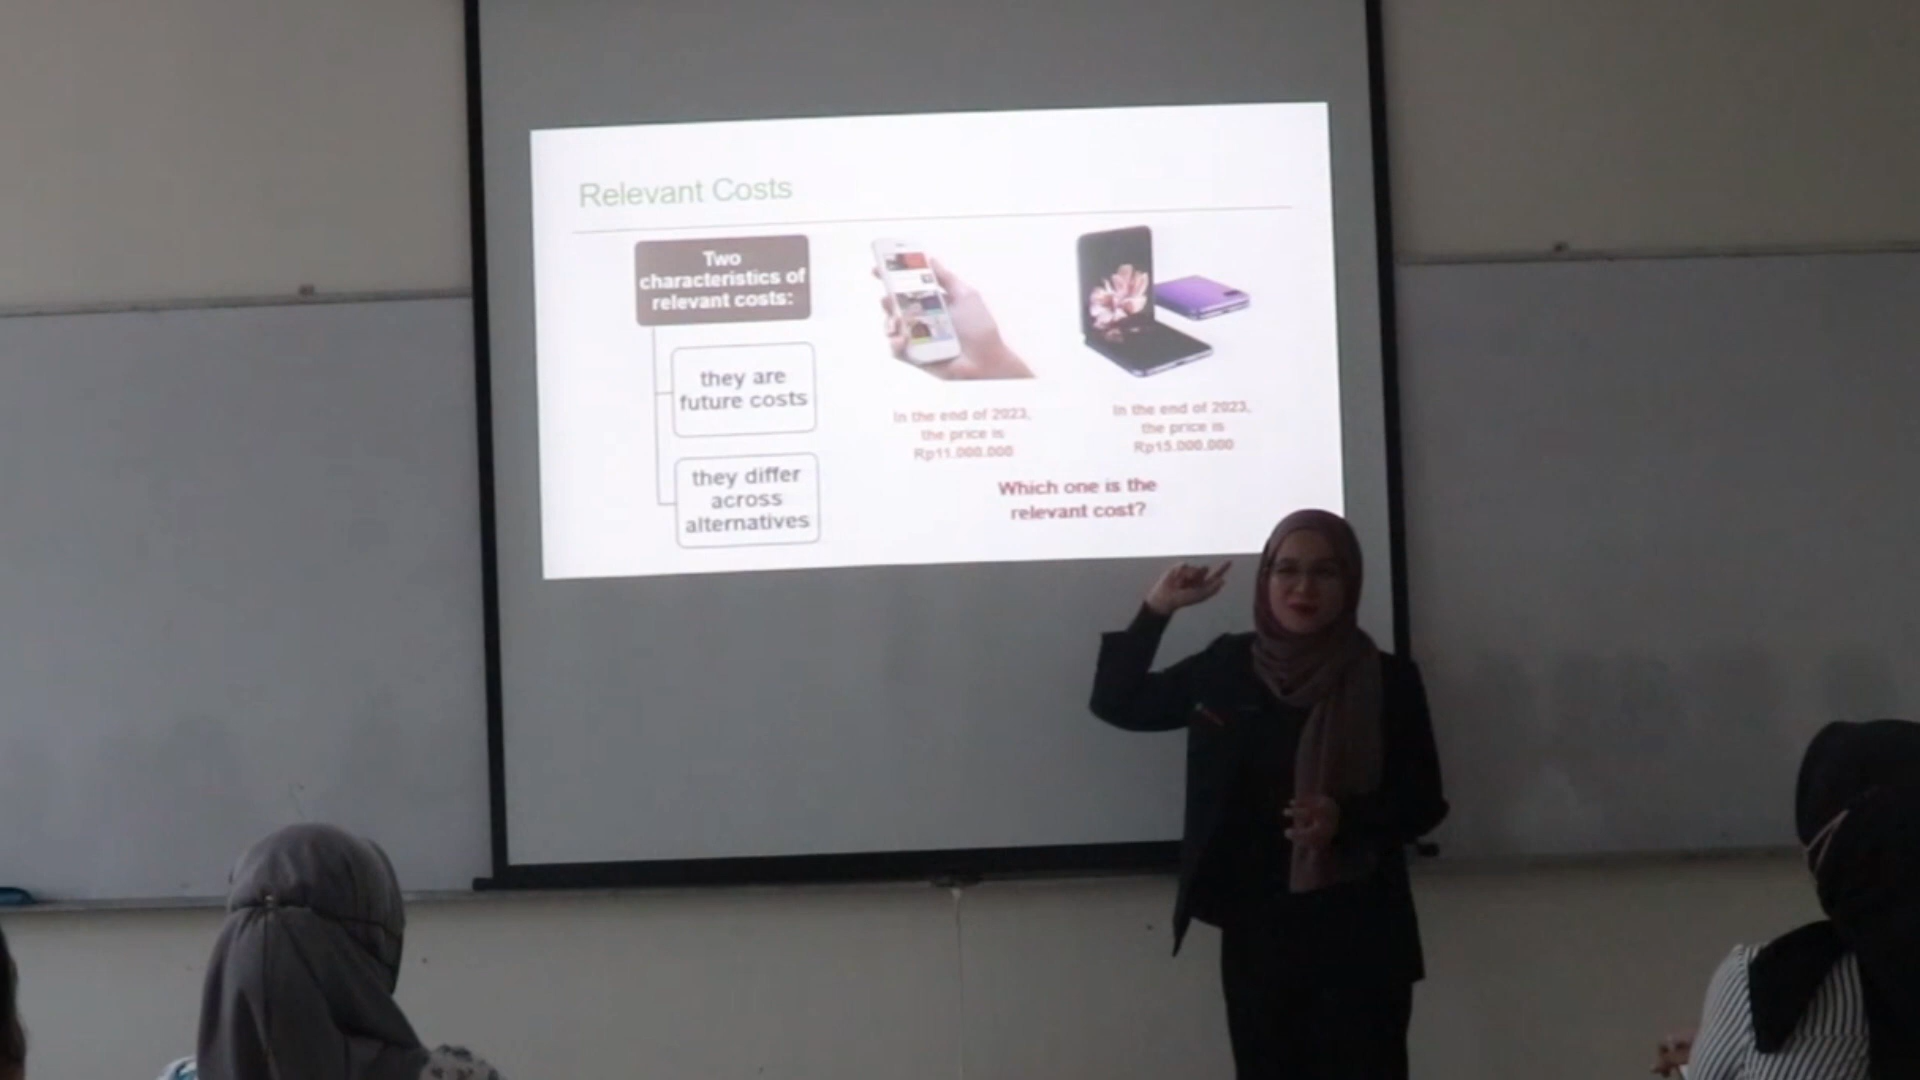 Relevant Costs
Two
characteristics of
relevant costs:
they are
future costs
they differ
across
alternatives
In the end of 2023,
the price is
Rp11.000.000
In the end of 2023,
the price is
Rp15.000.000
Which one is the
relevant cost?